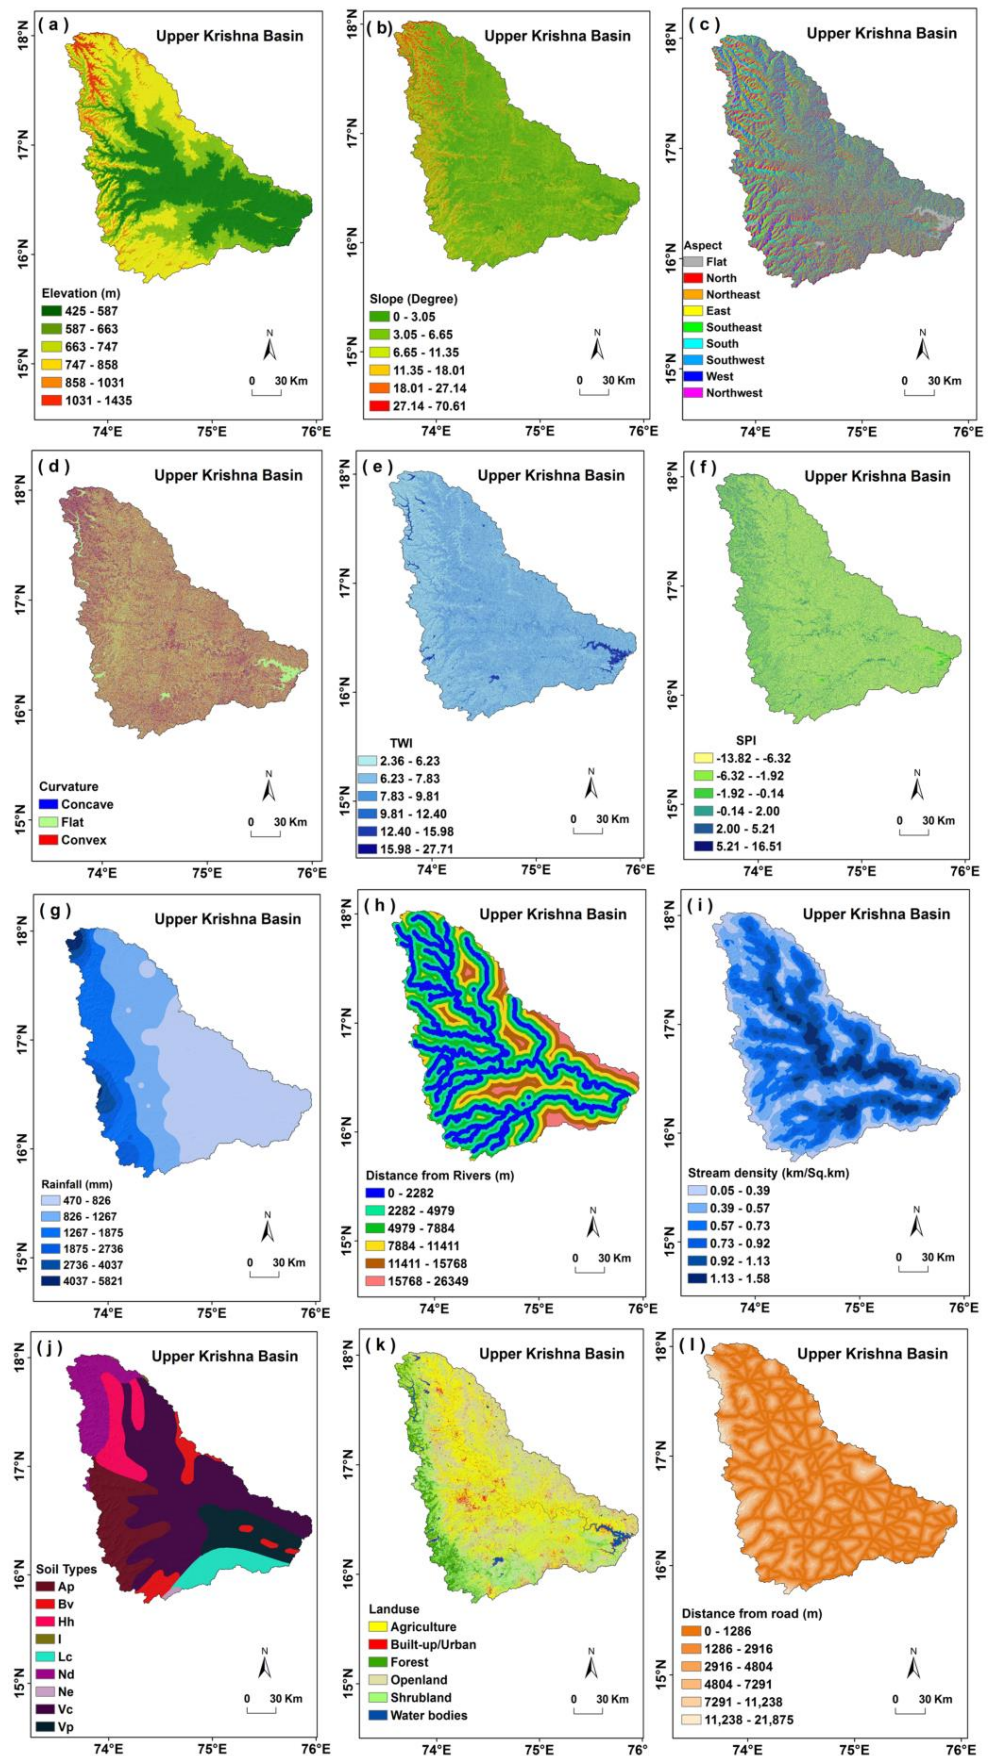 ( a )
Upper Krishna Basin
18°N
17°N
16°N
15°N
Elevation (m)
425 - 587
587 - 663
663 - 747
747 - 858
858 - 1031
1031 - 1435
N
0 30 Km
74°E 75°E 76°E
( b )
Upper Krishna Basin
18°N
17°N
16°N
15°N
Slope (Degree)
0 - 3.05
3.05 - 6.65
6.65 - 11.35
11.35 - 18.01
18.01 - 27.14
27.14 - 70.61
N
0 30 Km
74°E 75°E 76°E
( c )
Upper Krishna Basin
18°N
17°N
16°N
15°N
Aspect
Flat
North
Northeast
East
Southeast
South
Southwest
West
Northwest
N
0 30 Km
74°E 75°E 76°E
( d )
Upper Krishna Basin
18°N
17°N
16°N
15°N
Curvature
Concave
Flat
Convex
N
0 30 Km
74°E 75°E 76°E
( e )
Upper Krishna Basin
18°N
17°N
16°N
15°N
TWI
2.36 - 6.23
6.23 - 7.83
7.83 - 9.81
9.81 - 12.40
12.40 - 15.98
15.98 - 27.71
N
0 30 Km
74°E 75°E 76°E
( f )
Upper Krishna Basin
18°N
17°N
16°N
15°N
SPI
-13.82 - -6.32
-6.32 - -1.92
-1.92 - -0.14
-0.14 - 2.00
2.00 - 5.21
5.21 - 16.51
N
0 30 Km
74°E 75°E 76°E
( g )
Upper Krishna Basin
18°N
17°N
16°N
15°N
Rainfall (mm)
470 - 826
826 - 1267
1267 - 1875
1875 - 2736
2736 - 4037
4037 - 5821
N
0 30 Km
74°E 75°E 76°E
( h )
Upper Krishna Basin
18°N
17°N
16°N
15°N
Distance from Rivers (m)
0 - 2282
2282 - 4979
4979 - 7884
7884 - 11411
11411 - 15768
15768 - 26349
N
0 30 Km
74°E 75°E 76°E
( i )
Upper Krishna Basin
18°N
17°N
16°N
15°N
Stream density (km/Sq.km)
0.05 - 0.39
0.39 - 0.57
0.57 - 0.73
0.73 - 0.92
0.92 - 1.13
1.13 - 1.58
N
0 30 Km
74°E 75°E 76°E
( j )
Upper Krishna Basin
18°N
17°N
16°N
15°N
Soil Types
Ap
Bv
Hh
I
Lc
Nd
Ne
Vc
Vp
N
0 30 Km
74°E 75°E 76°E
( k )
Upper Krishna Basin
18°N
17°N
16°N
15°N
Landuse
Agriculture
Built-up/Urban
Forest
Openland
Shrubland
Water bodies
N
0 30 Km
74°E 75°E 76°E
( l )
Upper Krishna Basin
18°N
17°N
16°N
15°N
Distance from road (m)
0 - 1286
1286 - 2916
2916 - 4804
4804 - 7291
7291 - 11,238
11,238 - 21,875
N
0 30 Km
74°E 75°E 76°E